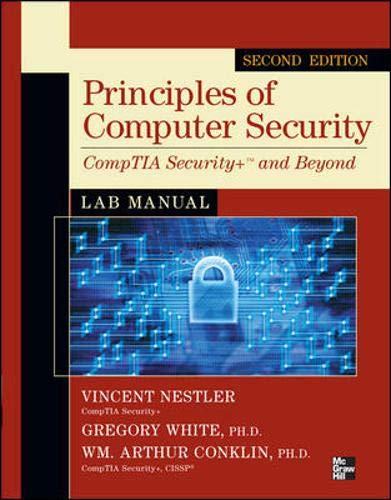 SECOND EDITION
Principles of
Computer Security
CompTIA Security+™ and Beyond
LAB MANUAL
VINCENT NESTLER
CompTIA Security+
GREGORY WHITE, PH.D.
WM. ARTHUR CONKLIN, PH.D.
CompTIA Security+, CISSP®
Mc
Graw
Hill